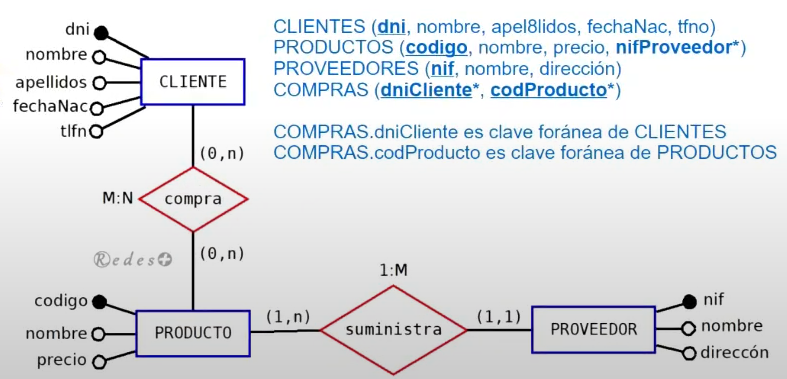 CLIENTES (dni, nombre, apel8lidos, fechaNac, tfno)
PRODUCTOS (codigo, nombre, precio, nifProveedor*)
PROVEEDORES (nif, nombre, dirección)
COMPRAS (dniCliente*, codProducto*)
COMPRAS.dniCliente es clave foránea de CLIENTES
COMPRAS.codProducto es clave foránea de PRODUCTOS
dni
nombre
apellidos
fechaNac
tlfn
CLIENTE
(0,n)
M:N
compra
(0,n)
Redes+
1:M
codigo
nombre
precio
PRODUCTO
(1,n)
suministra
(1,1)
PROVEEDOR
nif
nombre
direccón